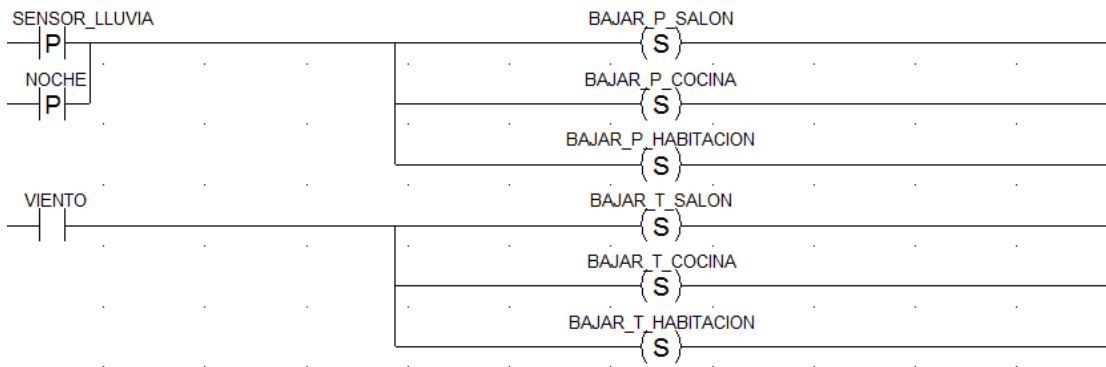 SENSOR_LLUVIA BAJAR_P_SALON
P S
NOCHE BAJAR_P_COCINA
P S
BAJAR_P_HABITACION
S
VIENTO BAJAR_T_SALON
S
BAJAR_T_COCINA
S
BAJAR_T_HABITACION
S